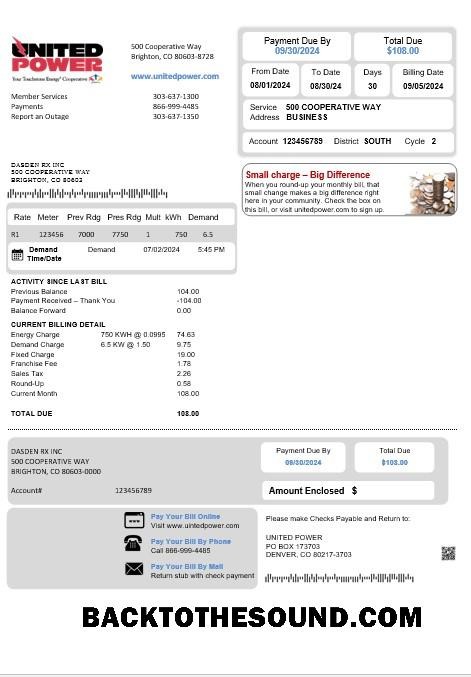 UNITED
POWER
Your Touchstone Energy® Cooperative
500 Cooperative Way
Brighton, CO 80603-8728
www.unitedpower.com
Member Services 303-637-1300
Payments 866-999-4485
Report an Outage 303-637-1350
Payment Due By Total Due
09/30/2024 $108.00
From Date To Date Days Billing Date
08/01/2024 08/30/24 30 09/05/2024
Service 500 COOPERATIVE WAY
Address BUSINESS
Account 123456789 District SOUTH Cycle 2
DASDEN RX INC
500 COOPERATIVE WAY
BRIGHTON, CO 80603
Small charge – Big Difference
When you round-up your monthly bill, that
small change makes a big difference right
here in your community. Check the box on
this bill, or visit unitedpower.com to sign up.
Rate Meter Prev Rdg Pres Rdg Mult kWh Demand
R1 123456 7000 7750 1 750 6.5
Demand Demand 07/02/2024 5:45 PM
Time/Date
ACTIVITY SINCE LAST BILL
Previous Balance 104.00
Payment Received – Thank You -104.00
Balance Forward 0.00
CURRENT BILLING DETAIL
Energy Charge 750 KWH @ 0.0995 74.63
Demand Charge 6.5 KW @ 1.50 9.75
Fixed Charge 19.00
Franchise Fee 1.78
Sales Tax 2.26
Round-Up 0.58
Current Month 108.00
TOTAL DUE 108.00
DASDEN RX INC
500 COOPERATIVE WAY
BRIGHTON, CO 80603-0000
Account# 123456789
Payment Due By Total Due
09/30/2024 $108.00
Amount Enclosed $
Pay Your Bill Online
Visit www.uintedpower.com
Pay Your Bill By Phone
Call 866-999-4485
Pay Your Bill By Mail
Return stub with check payment
Please make Checks Payable and Return to:
UNITED POWER
PO BOX 173703
DENVER, CO 80217-3703
BACKTOTHESOUND.COM